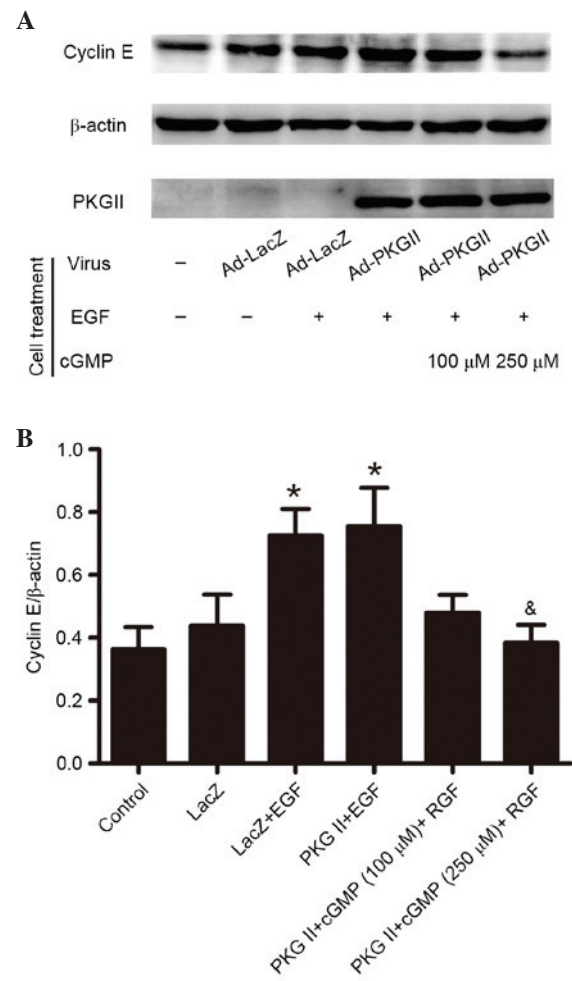 A
Cyclin E
β-actin
PKGII
Cell treatment
Virus – Ad-LacZ Ad-LacZ Ad-PKGII Ad-PKGII Ad-PKGII
EGF – – + + + +
cGMP 100 μM 250 μM
B
Cyclin E/β-actin
1.0
0.8
0.6
0.4
0.2
0.0
* * &
Control
LacZ
LacZ+EGF
PKG II+EGF
PKG II+cGMP (100 μM)+ RGF
PKG II+cGMP (250 μM)+ RGF